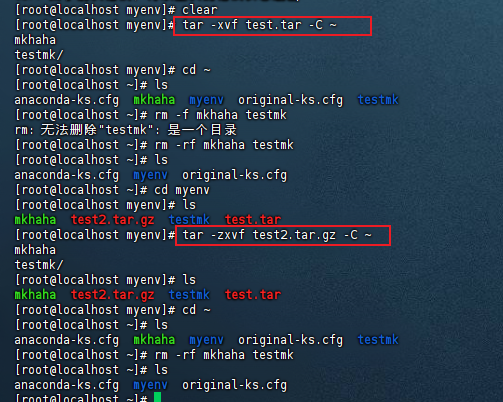 [root@localhost myenv]# clear
[root@localhost myenv]# tar -xvf test.tar -C ~
mkhaha
testmk/
[root@localhost myenv]# cd ~
[root@localhost ~]# ls
anaconda-ks.cfg  mkhaha  myenv  original-ks.cfg  testmk
[root@localhost ~]# rm -f mkhaha testmk
rm: 无法删除"testmk": 是一个目录
[root@localhost ~]# rm -rf mkhaha testmk
[root@localhost ~]# ls
anaconda-ks.cfg  myenv  original-ks.cfg
[root@localhost ~]# cd myenv
[root@localhost myenv]# ls
mkhaha  test2.tar.gz  testmk  test.tar
[root@localhost myenv]# tar -zxvf test2.tar.gz -C ~
mkhaha
testmk/
[root@localhost myenv]# ls
mkhaha  test2.tar.gz  testmk  test.tar
[root@localhost myenv]# cd ~
[root@localhost ~]# ls
anaconda-ks.cfg  mkhaha  myenv  original-ks.cfg  testmk
[root@localhost ~]# rm -rf mkhaha testmk
[root@localhost ~]# ls
anaconda-ks.cfg  myenv  original-ks.cfg
[root@localhost ~]#